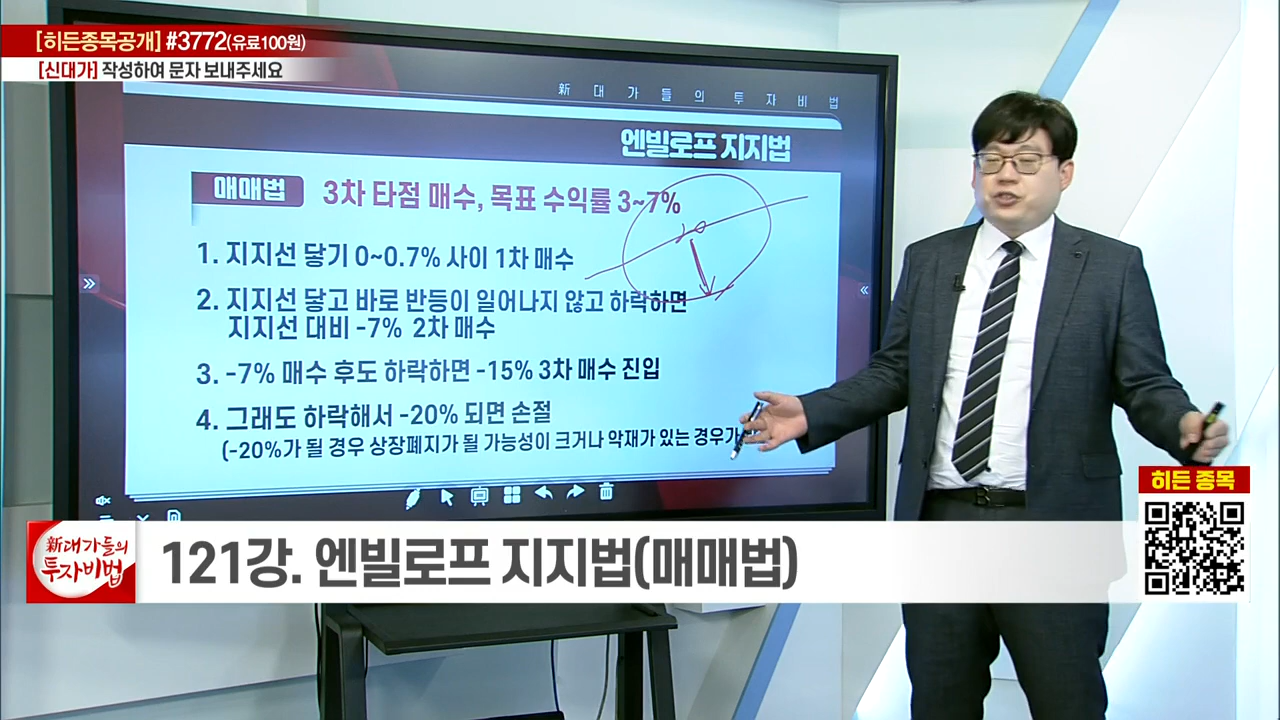 [히든종목공개] #3772(유료100원)
[신대가] 작성하여 문자 보내주세요
新 대 가 들 의 투 자 비 법
엔빌로프 지지법
매매법 3차 타점 매수, 목표 수익률 3~7%
1. 지지선 닿기 0~0.7% 사이 1차 매수
2. 지지선 닿고 바로 반등이 일어나지 않고 하락하면
지지선 대비 -7% 2차 매수
3. -7% 매수 후도 하락하면 -15% 3차 매수 진입
4. 그래도 하락해서 -20% 되면 손절
(-20%가 될 경우 상장폐지가 될 가능성이 크거나 악재가 있는 경우가
히든 종목
新대가들의
투자비법
121강. 엔빌로프 지지법(매매법)